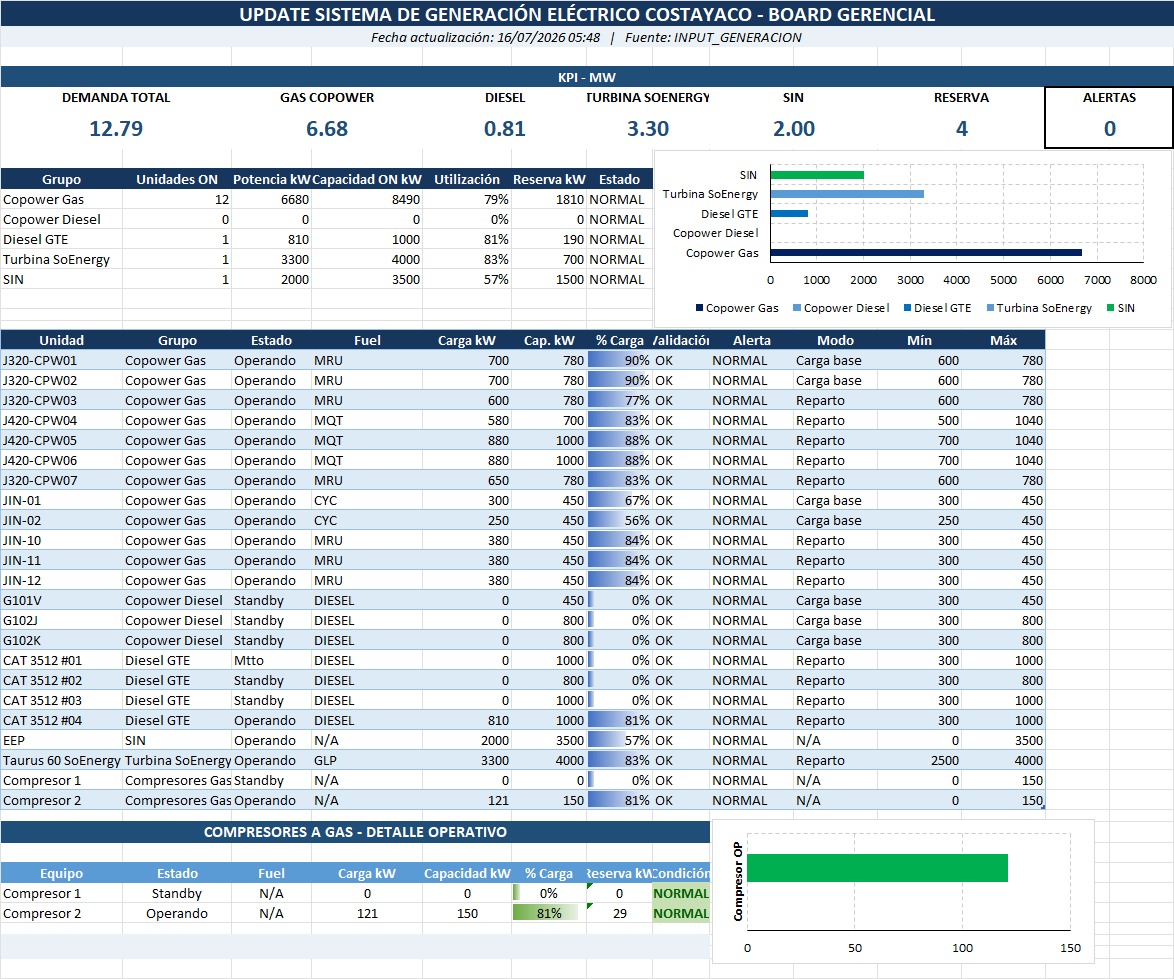 UPDATE SISTEMA DE GENERACIÓN ELÉCTRICO COSTAYACO - BOARD GERENCIAL
Fecha actualización: 16/07/2026 05:48 | Fuente: INPUT_GENERACION
KPI - MW
DEMANDA TOTAL GAS COPOWER DIESEL TURBINA SOENERGY SIN RESERVA ALERTAS
12.79 6.68 0.81 3.30 2.00 4 0
Grupo Unidades ON Potencia kW Capacidad ON kW Utilización Reserva kW Estado
Copower Gas 12 6680 8490 79% 1810 NORMAL
Copower Diesel 0 0 0 0% 0 NORMAL
Diesel GTE 1 810 1000 81% 190 NORMAL
Turbina SoEnergy 1 3300 4000 83% 700 NORMAL
SIN 1 2000 3500 57% 1500 NORMAL
SIN
Turbina SoEnergy
Diesel GTE
Copower Diesel
Copower Gas
0 1000 2000 3000 4000 5000 6000 7000 8000
Copower Gas Copower Diesel Diesel GTE Turbina SoEnergy SIN
Unidad Grupo Estado Fuel Carga kW Cap. kW % Carga Validación Alerta Modo Mín Máx
J320-CPW01 Copower Gas Operando MRU 700 780 90% OK NORMAL Carga base 600 780
J320-CPW02 Copower Gas Operando MRU 700 780 90% OK NORMAL Carga base 600 780
J320-CPW03 Copower Gas Operando MRU 600 780 77% OK NORMAL Reparto 600 780
J420-CPW04 Copower Gas Operando MQT 580 700 83% OK NORMAL Reparto 500 1040
J420-CPW05 Copower Gas Operando MQT 880 1000 88% OK NORMAL Reparto 700 1040
J420-CPW06 Copower Gas Operando MQT 880 1000 88% OK NORMAL Reparto 700 1040
J320-CPW07 Copower Gas Operando MRU 650 780 83% OK NORMAL Reparto 600 780
JIN-01 Copower Gas Operando CYC 300 450 67% OK NORMAL Carga base 300 450
JIN-02 Copower Gas Operando CYC 250 450 56% OK NORMAL Carga base 250 450
JIN-10 Copower Gas Operando MRU 380 450 84% OK NORMAL Reparto 300 450
JIN-11 Copower Gas Operando MRU 380 450 84% OK NORMAL Reparto 300 450
JIN-12 Copower Gas Operando MRU 380 450 84% OK NORMAL Reparto 300 450
G101V Copower Diesel Standby DIESEL 0 450 0% OK NORMAL Carga base 300 450
G102J Copower Diesel Standby DIESEL 0 800 0% OK NORMAL Carga base 300 800
G102K Copower Diesel Standby DIESEL 0 800 0% OK NORMAL Carga base 300 800
CAT 3512 #01 Diesel GTE Mtto DIESEL 0 1000 0% OK NORMAL Reparto 300 1000
CAT 3512 #02 Diesel GTE Standby DIESEL 0 800 0% OK NORMAL Reparto 300 800
CAT 3512 #03 Diesel GTE Standby DIESEL 0 1000 0% OK NORMAL Reparto 300 1000
CAT 3512 #04 Diesel GTE Operando DIESEL 810 1000 81% OK NORMAL Reparto 300 1000
EEP SIN Operando N/A 2000 3500 57% OK NORMAL N/A 0 3500
Taurus 60 SoEnergy Turbina SoEnergy Operando GLP 3300 4000 83% OK NORMAL Reparto 2500 4000
Compresor 1 Compresores Gas Standby N/A 0 0 0% OK NORMAL N/A 0 150
Compresor 2 Compresores Gas Operando N/A 121 150 81% OK NORMAL N/A 0 150
COMPRESORES A GAS - DETALLE OPERATIVO
Equipo Estado Fuel Carga kW Capacidad kW % Carga Reserva kW Condición
Compresor 1 Standby N/A 0 0 0% 0 NORMAL
Compresor 2 Operando N/A 121 150 81% 29 NORMAL
Compresor OP
0 50 100 150